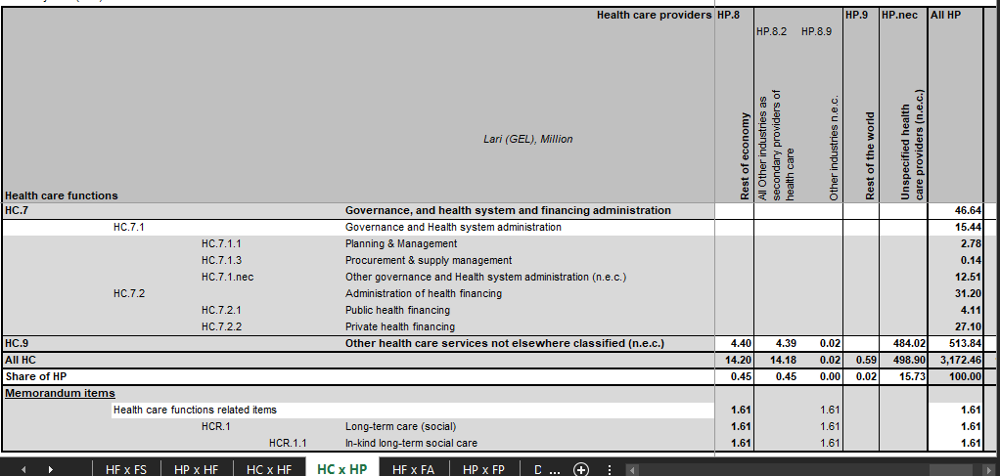 Health care providers HP.8 HP.9 HP.nec All HP
HP.8.2 HP.8.9
Lari (GEL), Million
Rest of economy
All Other industries as
secondary providers of
health care
Other industries n.e.c.
Rest of the world
Unspecified health
care providers (n.e.c.)
Health care functions
HC.7 Governance, and health system and financing administration 46.64
HC.7.1 Governance and Health system administration 15.44
HC.7.1.1 Planning & Management 2.78
HC.7.1.3 Procurement & supply management 0.14
HC.7.1.nec Other governance and Health system administration (n.e.c.) 12.51
HC.7.2 Administration of health financing 31.20
HC.7.2.1 Public health financing 4.11
HC.7.2.2 Private health financing 27.10
HC.9 Other health care services not elsewhere classified (n.e.c.) 4.40 4.39 0.02 484.02 513.84
All HC 14.20 14.18 0.02 0.59 498.90 3,172.46
Share of HP 0.45 0.45 0.00 0.02 15.73 100.00
Memorandum items
Health care functions related items 1.61 1.61 1.61
HCR.1 Long-term care (social) 1.61 1.61 1.61
HCR.1.1 In-kind long-term social care 1.61 1.61 1.61
HF x FS HP x HF HC x HF HC x HP HF x FA HP x FP D ...